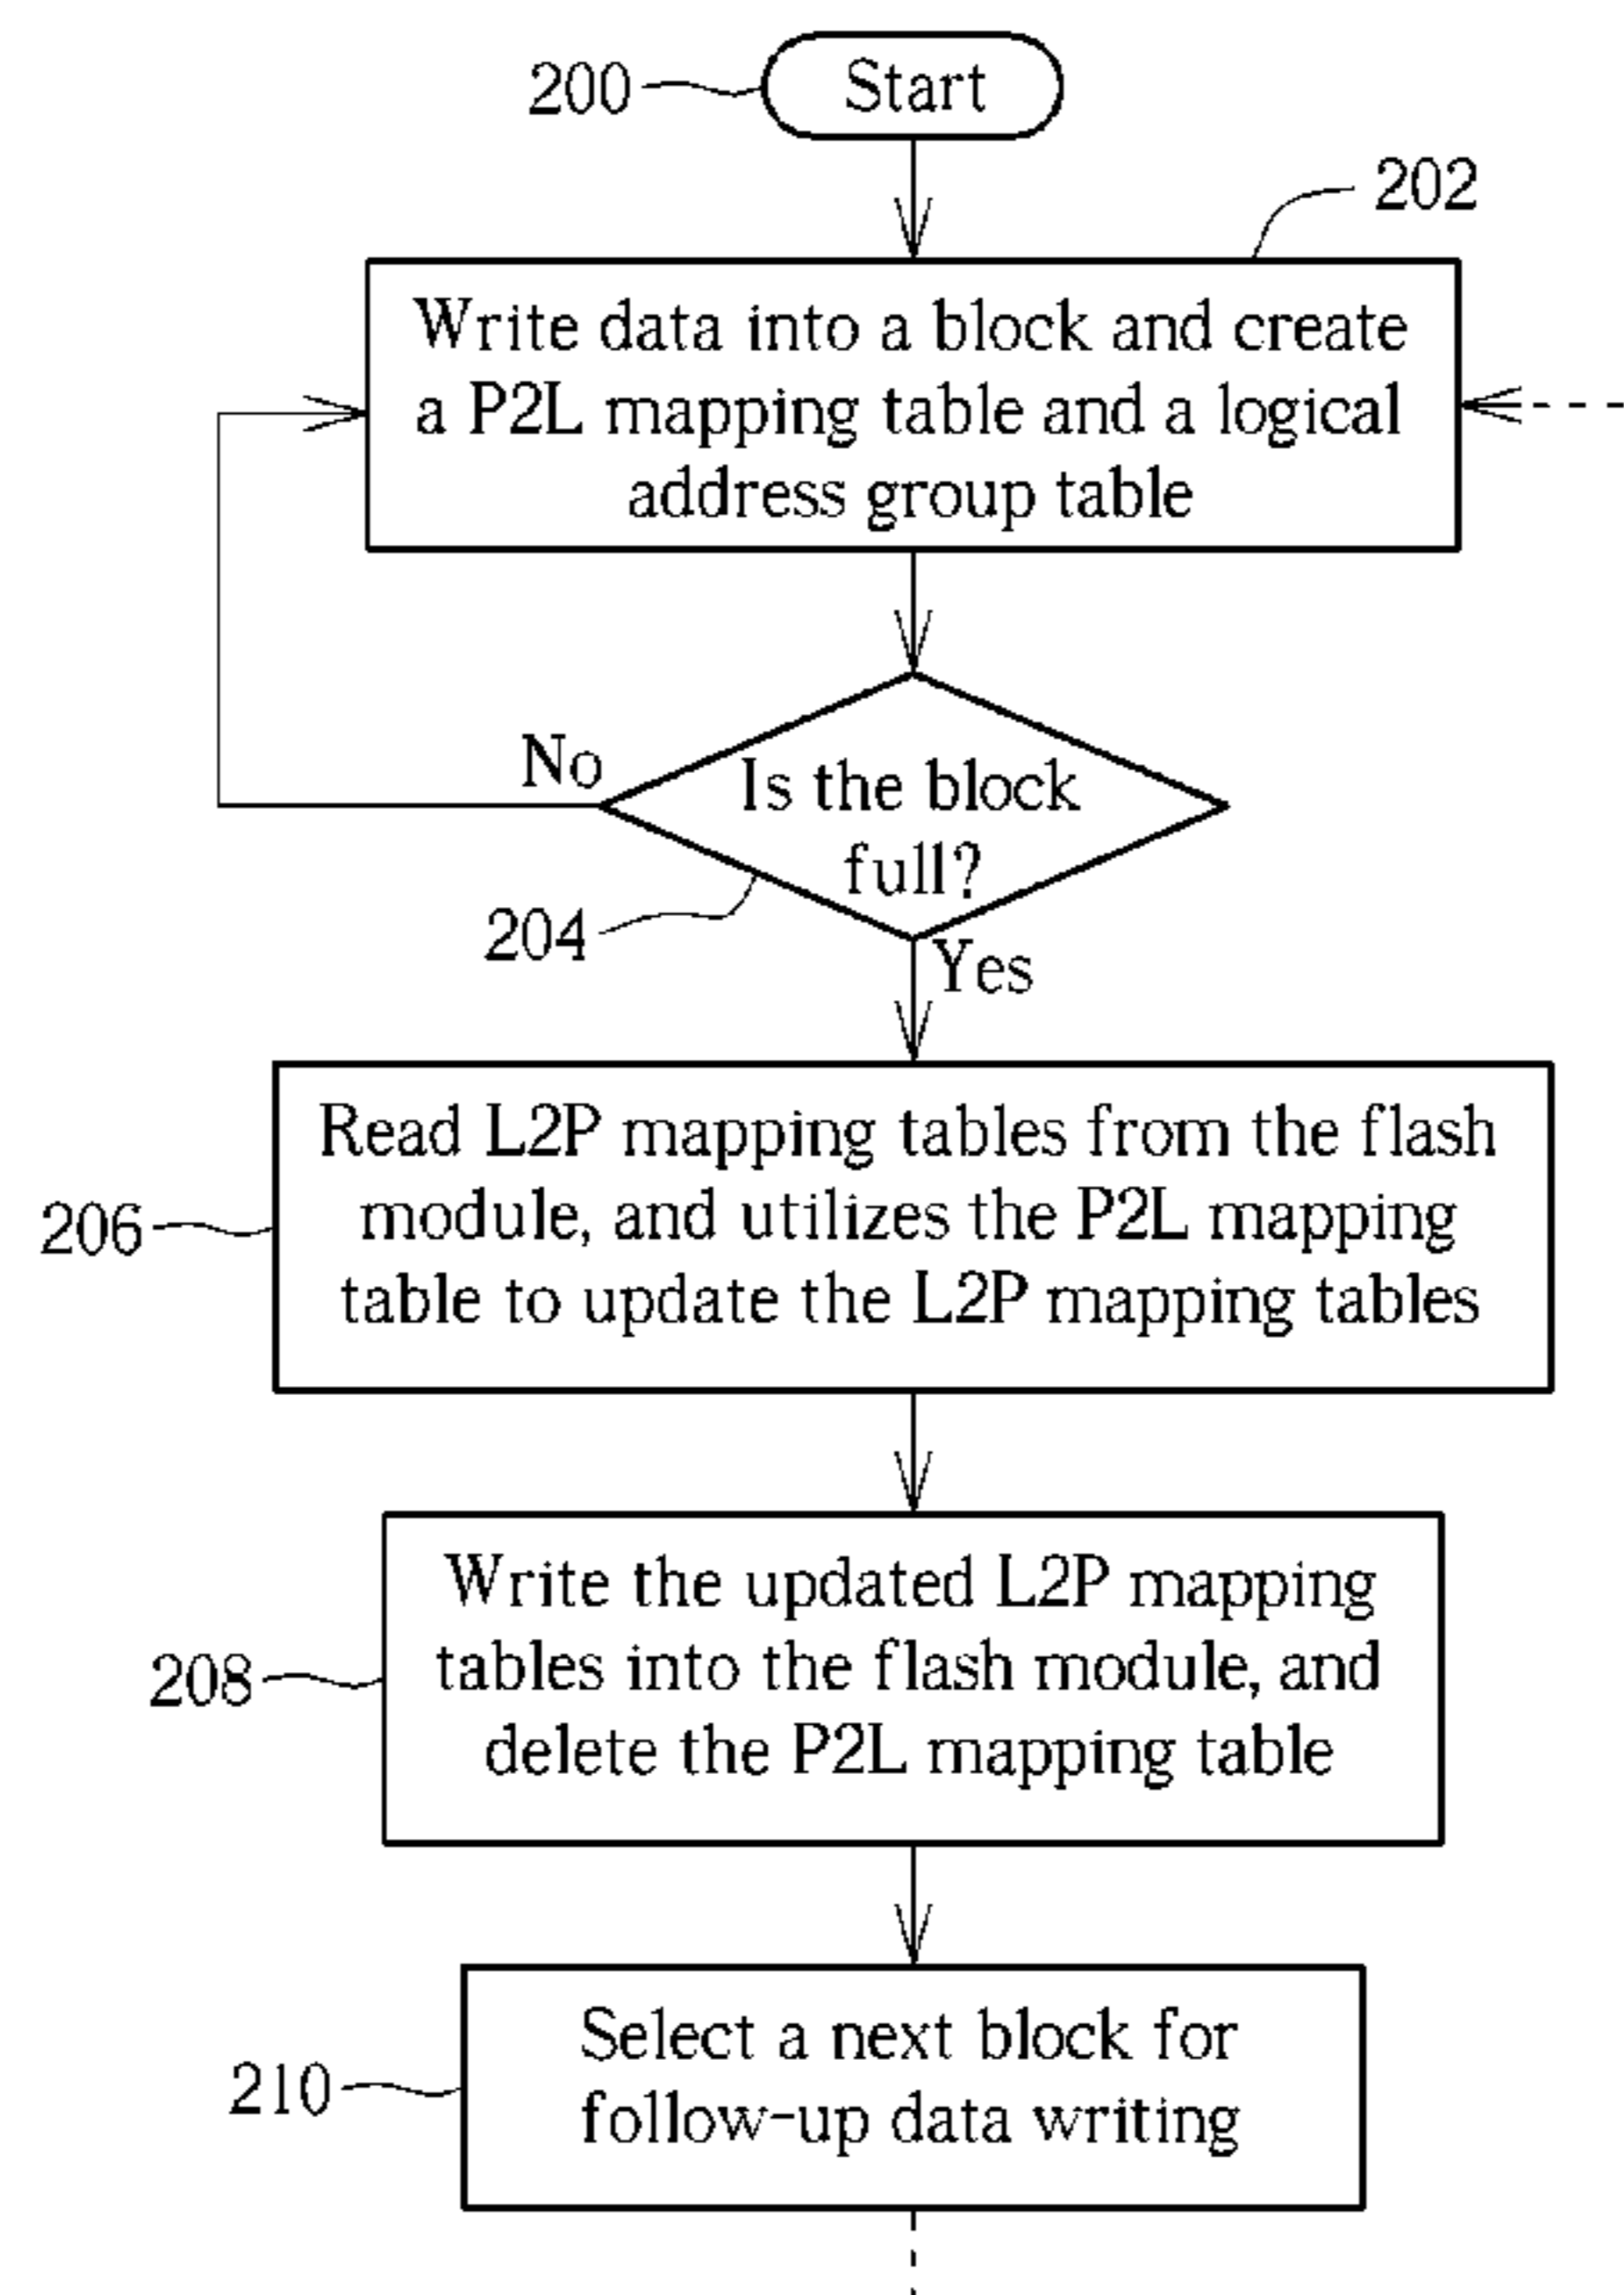 200
Start
202
Write data into a block and create
a P2L mapping table and a logical
address group table
No
Is the block
full?
204
Yes
Read L2P mapping tables from the flash
module, and utilizes the P2L mapping
table to update the L2P mapping tables
206
Write the updated L2P mapping
tables into the flash module, and
delete the P2L mapping table
208
Select a next block for
follow-up data writing
210